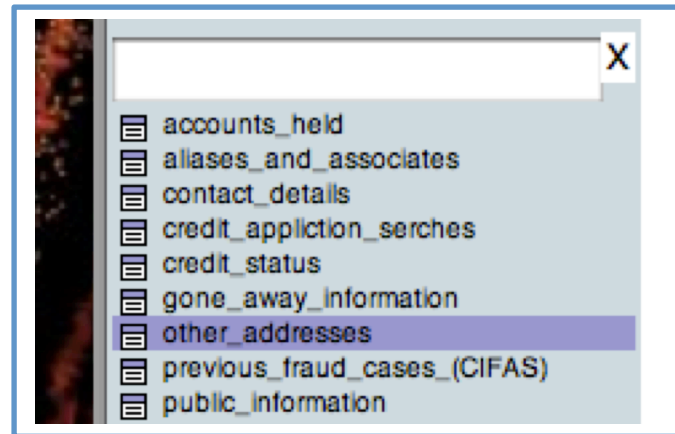 X
accounts_held
aliases_and_associates
contact_details
credit_appliction_serches
credit_status
gone_away_information
other_addresses
previous_fraud_cases_(CIFAS)
public_information